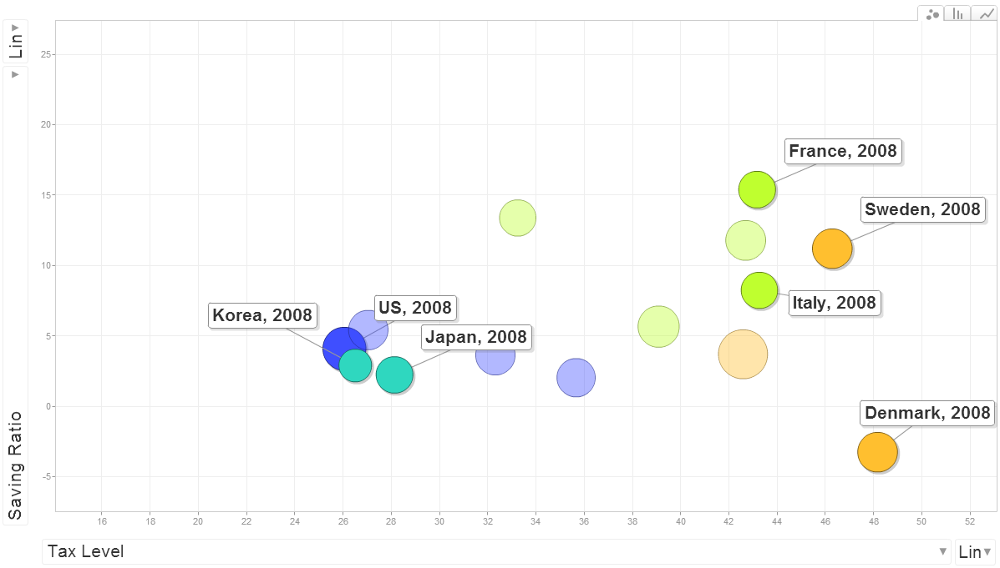 Lin
25
20
15
10
5
0
-5
Saving Ratio
France, 2008
Sweden, 2008
Italy, 2008
US, 2008
Korea, 2008
Japan, 2008
Denmark, 2008
16 18 20 22 24 26 28 30 32 34 36 38 40 42 44 46 48 50 52
Tax Level
Lin